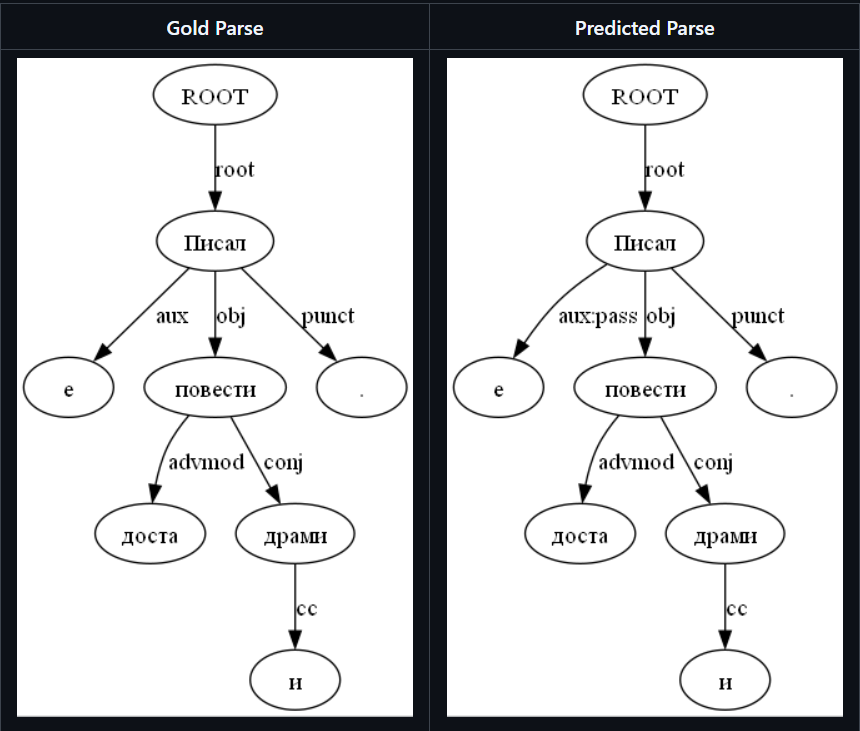 Gold Parse Predicted Parse
ROOT ROOT
root root
Писал Писал
aux obj punct aux:pass obj punct
е повести . е повести .
advmod conj advmod conj
доста драми доста драми
cc cc
и и